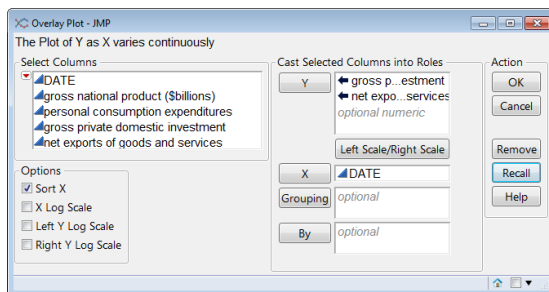 Overlay Plot - JMP
The Plot of Y as X varies continuously
Select Columns
DATE
gross national product ($billions)
personal consumption expenditures
gross private domestic investment
net exports of goods and services
Options
Sort X
X Log Scale
Left Y Log Scale
Right Y Log Scale
Cast Selected Columns into Roles
Y
gross p...estment
net expo...services
optional numeric
Left Scale/Right Scale
X
DATE
Grouping
optional
By
optional
Action
OK
Cancel
Remove
Recall
Help